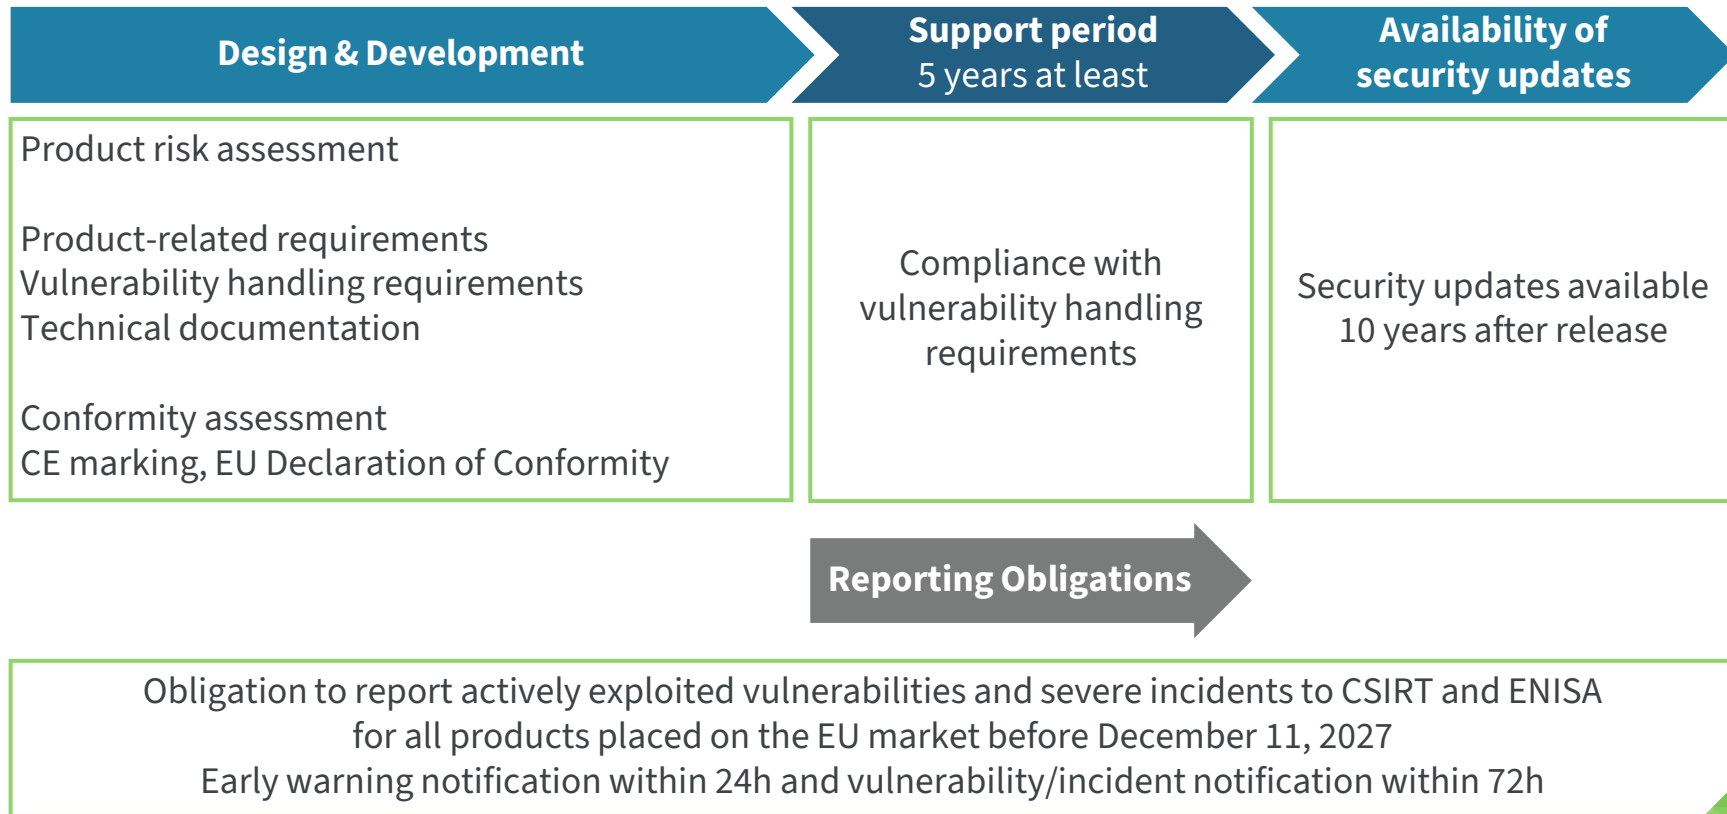 Design & Development
Support period
5 years at least
Availability of
security updates
Product risk assessment
Product-related requirements
Vulnerability handling requirements
Technical documentation
Conformity assessment
CE marking, EU Declaration of Conformity
Compliance with
vulnerability handling
requirements
Security updates available
10 years after release
Reporting Obligations
Obligation to report actively exploited vulnerabilities and severe incidents to CSIRT and ENISA
for all products placed on the EU market before December 11, 2027
Early warning notification within 24h and vulnerability/incident notification within 72h